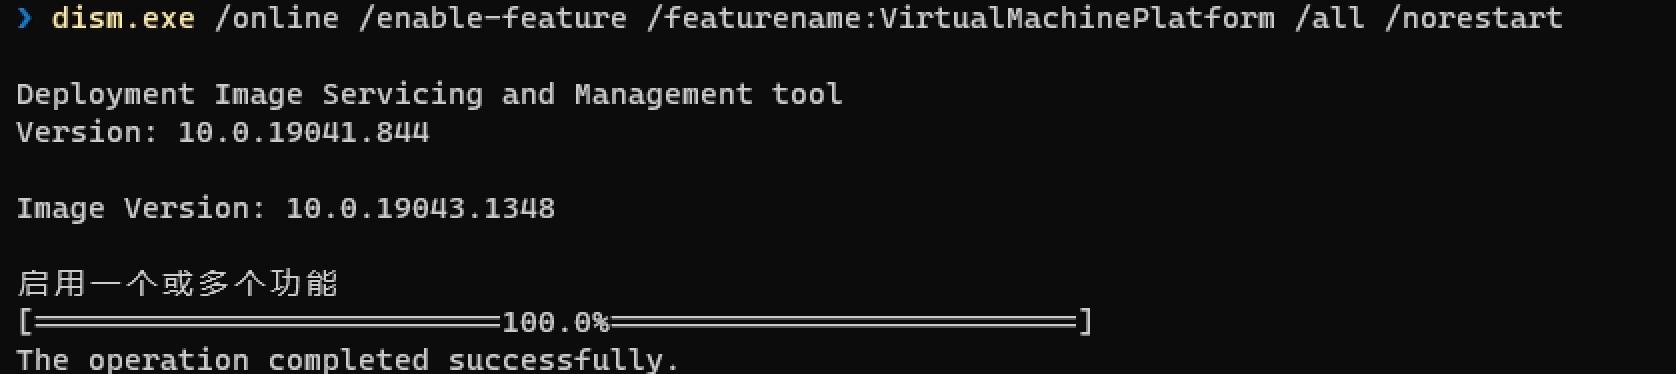 ❯ dism.exe /online /enable-feature /featurename:VirtualMachinePlatform /all /norestart
Deployment Image Servicing and Management tool
Version: 10.0.19041.844
Image Version: 10.0.19043.1348
启用一个或多个功能
[==========================100.0%==========================]
The operation completed successfully.